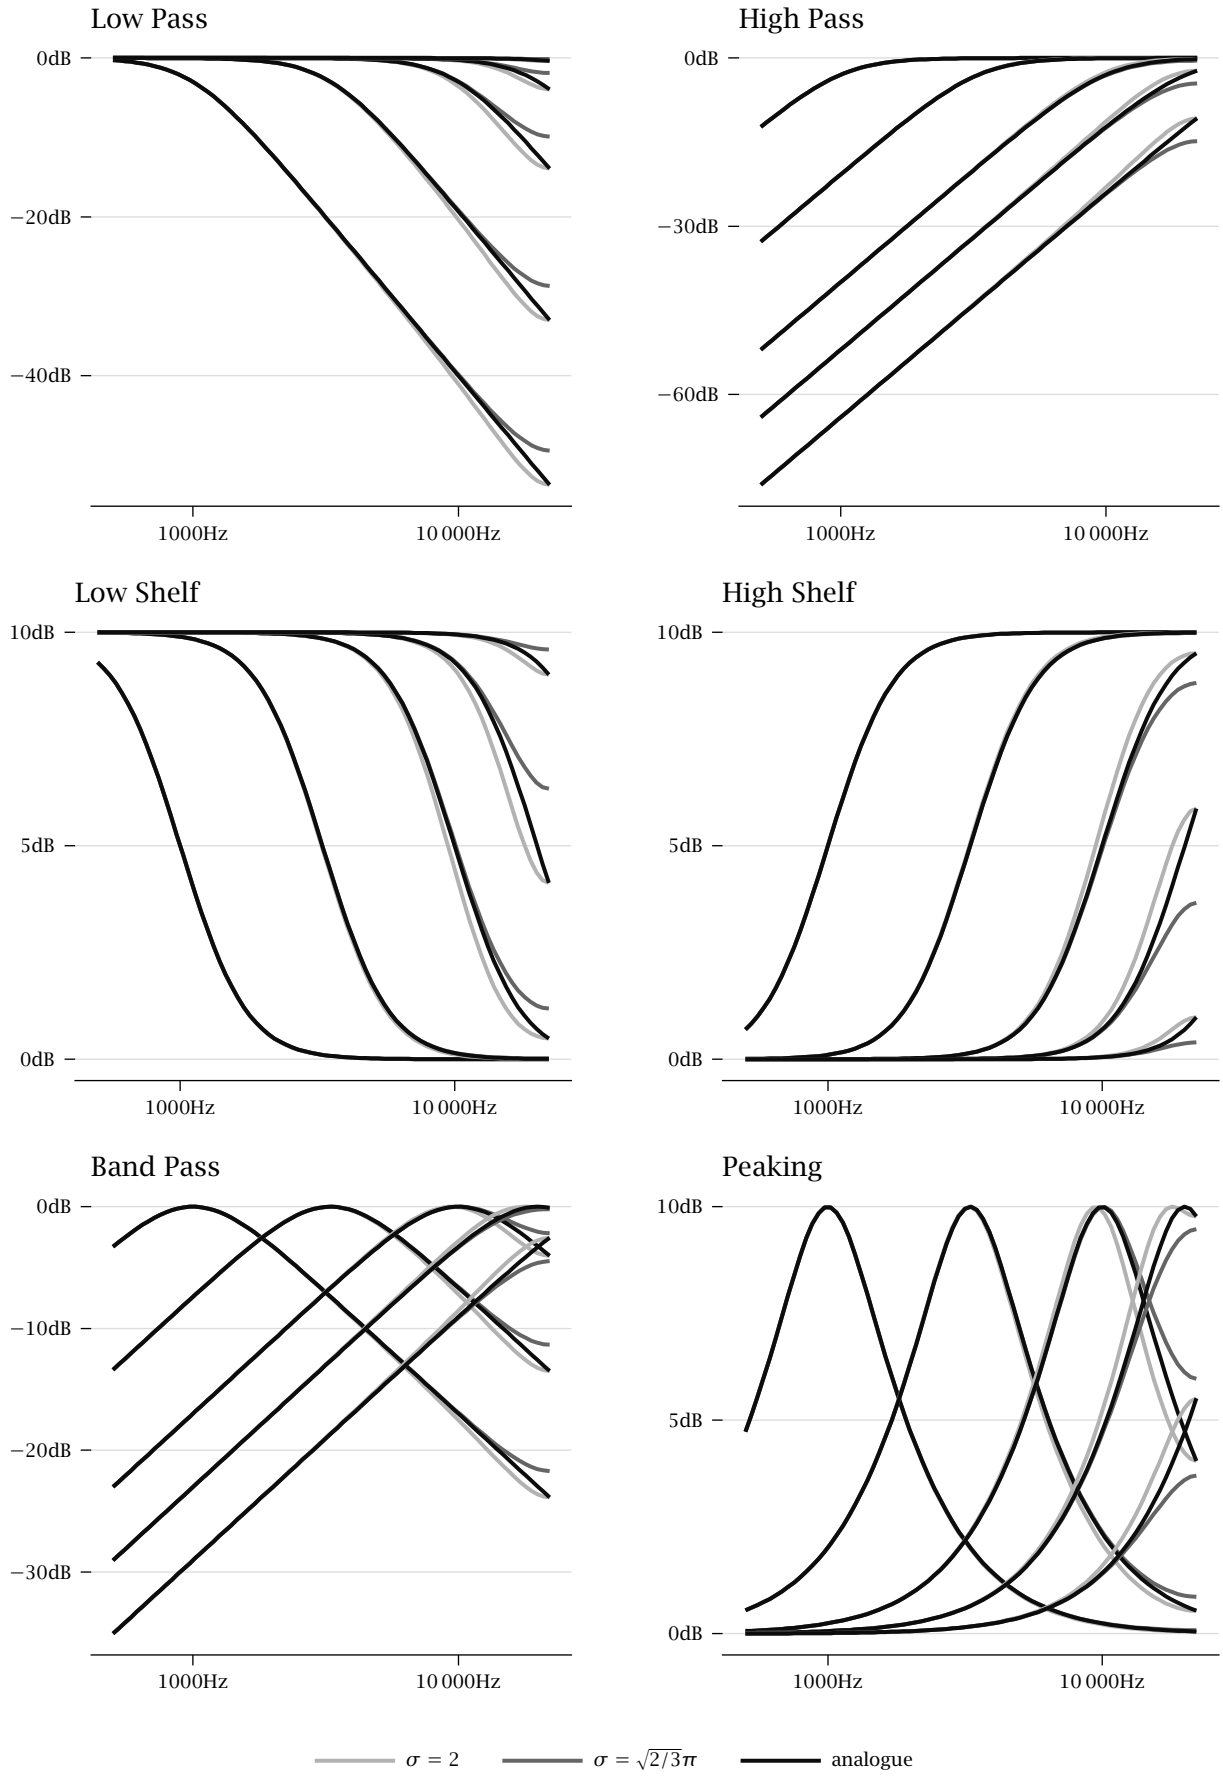 Low Pass
0dB
−20dB
−40dB
1000Hz
10 000Hz
High Pass
0dB
−30dB
−60dB
1000Hz
10 000Hz
Low Shelf
10dB
5dB
0dB
1000Hz
10 000Hz
High Shelf
10dB
5dB
0dB
1000Hz
10 000Hz
Band Pass
0dB
−10dB
−20dB
−30dB
1000Hz
10 000Hz
Peaking
10dB
5dB
0dB
1000Hz
10 000Hz
σ = 2
σ = √2/3π
analogue